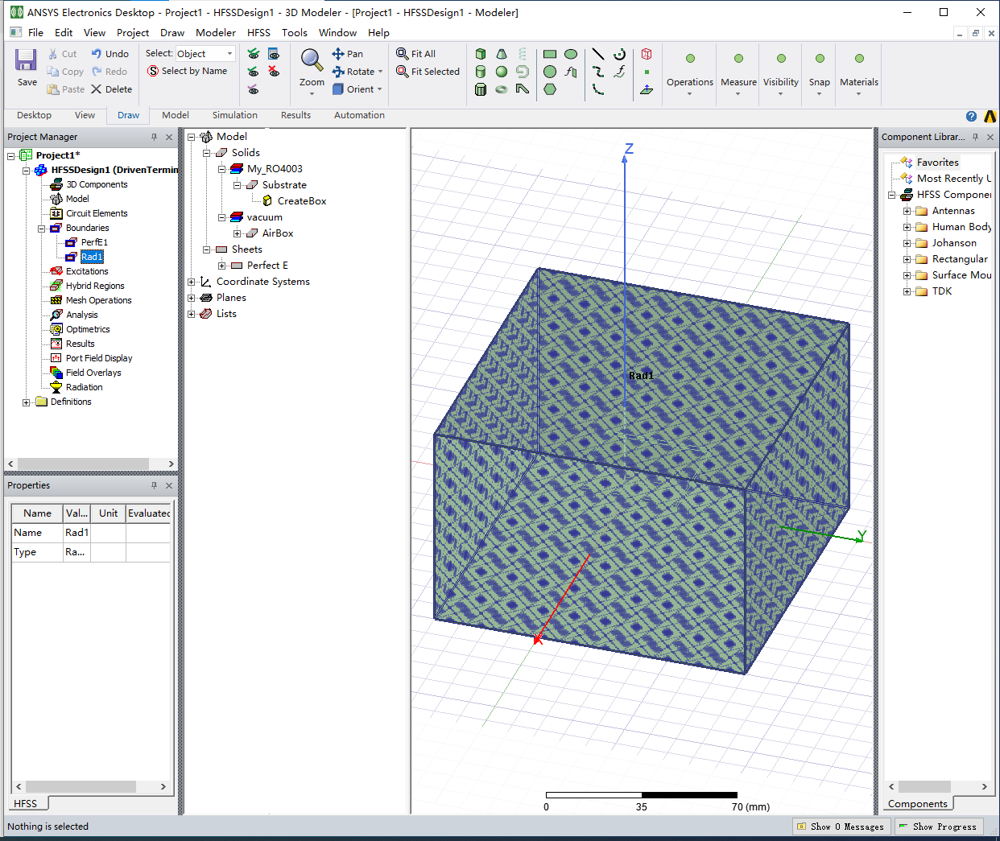 ANSYS Electronics Desktop - Project1 - HFSSDesign1 - 3D Modeler - [Project1 - HFSSDesign1 - Modeler]
File Edit View Project Draw Modeler HFSS Tools Window Help
Save
Cut
Copy
Paste
Undo
Redo
Delete
Select: Object
Select by Name
Zoom
Pan
Rotate
Orient
Fit All
Fit Selected
Operations
Measure
Visibility
Snap
Materials
Desktop View Draw Model Simulation Results Automation
Project Manager
Project1*
HFSSDesign1 (DrivenTermin
3D Components
Model
Circuit Elements
Boundaries
PerfE1
Rad1
Excitations
Hybrid Regions
Mesh Operations
Analysis
Optimetrics
Results
Port Field Display
Field Overlays
Radiation
Definitions
Properties
Name Val... Unit Evaluated
Name Rad1
Type Ra...
HFSS
Model
Solids
My_RO4003
Substrate
CreateBox
vacuum
AirBox
Sheets
Perfect E
Coordinate Systems
Planes
Lists
Z
Rad1
Y
X
0 35 70 (mm)
Component Librar...
Favorites
Most Recently U
HFSS Componer
Antennas
Human Body
Johanson
Rectangular
Surface Mou
TDK
Components
Nothing is selected
Show 0 Messages
Show Progress